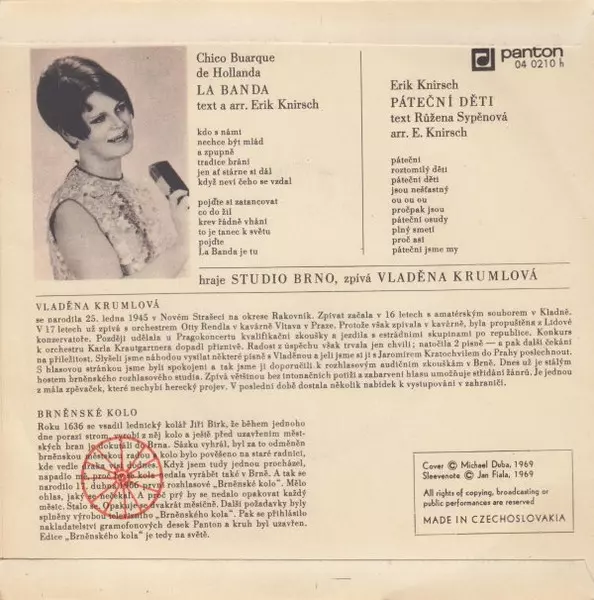 panton
04 0210 h
Chico Buarque
de Hollanda
LA BANDA
text a arr. Erik Knirsch
kdo s námi
nechce být mlád
a zpupně
tradice brání
jen ať stárne si dál
když neví čeho se vzdal
pojďte si zatancovat
co do žil
krev řádně vhání
to je tanec k světu
pojďte
La Banda je tu
Erik Knirsch
PÁTEČNÍ DĚTI
text Růžena Sypěnová
arr. E. Knirsch
páteční
roztomilý děti
páteční děti
jsou nešťastný
ou ou ou
pročpak jsou
páteční osudy
plný smetí
proč asi
páteční jsme my
hraje STUDIO BRNO, zpívá VLADĚNA KRUMLOVÁ
VLADĚNA KRUMLOVÁ
se narodila 25. ledna 1945 v Novém Strašecí na okrese Rakovník. Zpívat začala v 16 letech s amatérským souborem v Kladně.
V 17 letech už zpívá s orchestrem Otty Rendla v kavárně Vltava v Praze. Protože však zpívala v kavárně, byla propuštěna z Lidové
konzervatoře. Později udělala u Pragokoncertu kvalifikační zkoušky a jezdila s estrádními skupinami po republice. Konkurs
k orchestru Karla Krautgartnera dopadl příznivě. Radost z úspěchu však trvala jen chvíli; natočila 2 písně — a pak další čekání
na příležitost. Slyšeli jsme náhodou vysílat některé písně s Vladěnou a jeli jsme si ji s Jaromírem Kratochvílem do Prahy poslechnout.
S hlasovou stránkou jsme byli spokojeni a tak jsme ji doporučili k rozhlasovým audičním zkouškám v Brně. Dnes už je stálým
hostem brněnského rozhlasového studia. Zpívá většinou bez intonačních potíží a zabarvení hlasu umožňuje střídání žánrů. Je jednou
z mála zpěvaček, které nechybí herecký projev. V poslední době dostala několik nabídek k vystupování v zahraničí.
BRNĚNSKÉ KOLO
Roku 1636 se vsadil lednický kolář Jiří Birk, že během jednoho
dne porazí strom, vyrobí z něj kolo a ještě před uzavřením měst-
ských bran je dokutálí do Brna. Sázku vyhrál, byl za to odměněn
brněnskou městskou radou a kolo bylo pověšeno na staré radnici,
kde vedle draka visí dodnes. Když jsem tudy jednou procházel,
napadlo mě, proč by se kola nedala vyrábět také v Brně. A tak se
narodilo 17. dubna 1966 první rozhlasové „Brněnské kolo". Mělo
ohlas, jaký se nečekal. A proč prý by se nedalo opakovat každý
měsíc. Stalo se. Opakuje se dvakrát měsíčně. Další požadavky byly
splněny výrobou televizního „Brněnského kola". Pak se přihlásilo
nakladatelství gramofonových desek Panton a kruh byl uzavřen.
Edice „Brněnského kola" je tedy na světě.
Cover © Michael Duba, 1969
Sleevenote © Jan Fiala, 1969
All rights of copying, broadcasting or
public performances are reserved
MADE IN CZECHOSLOVAKIA